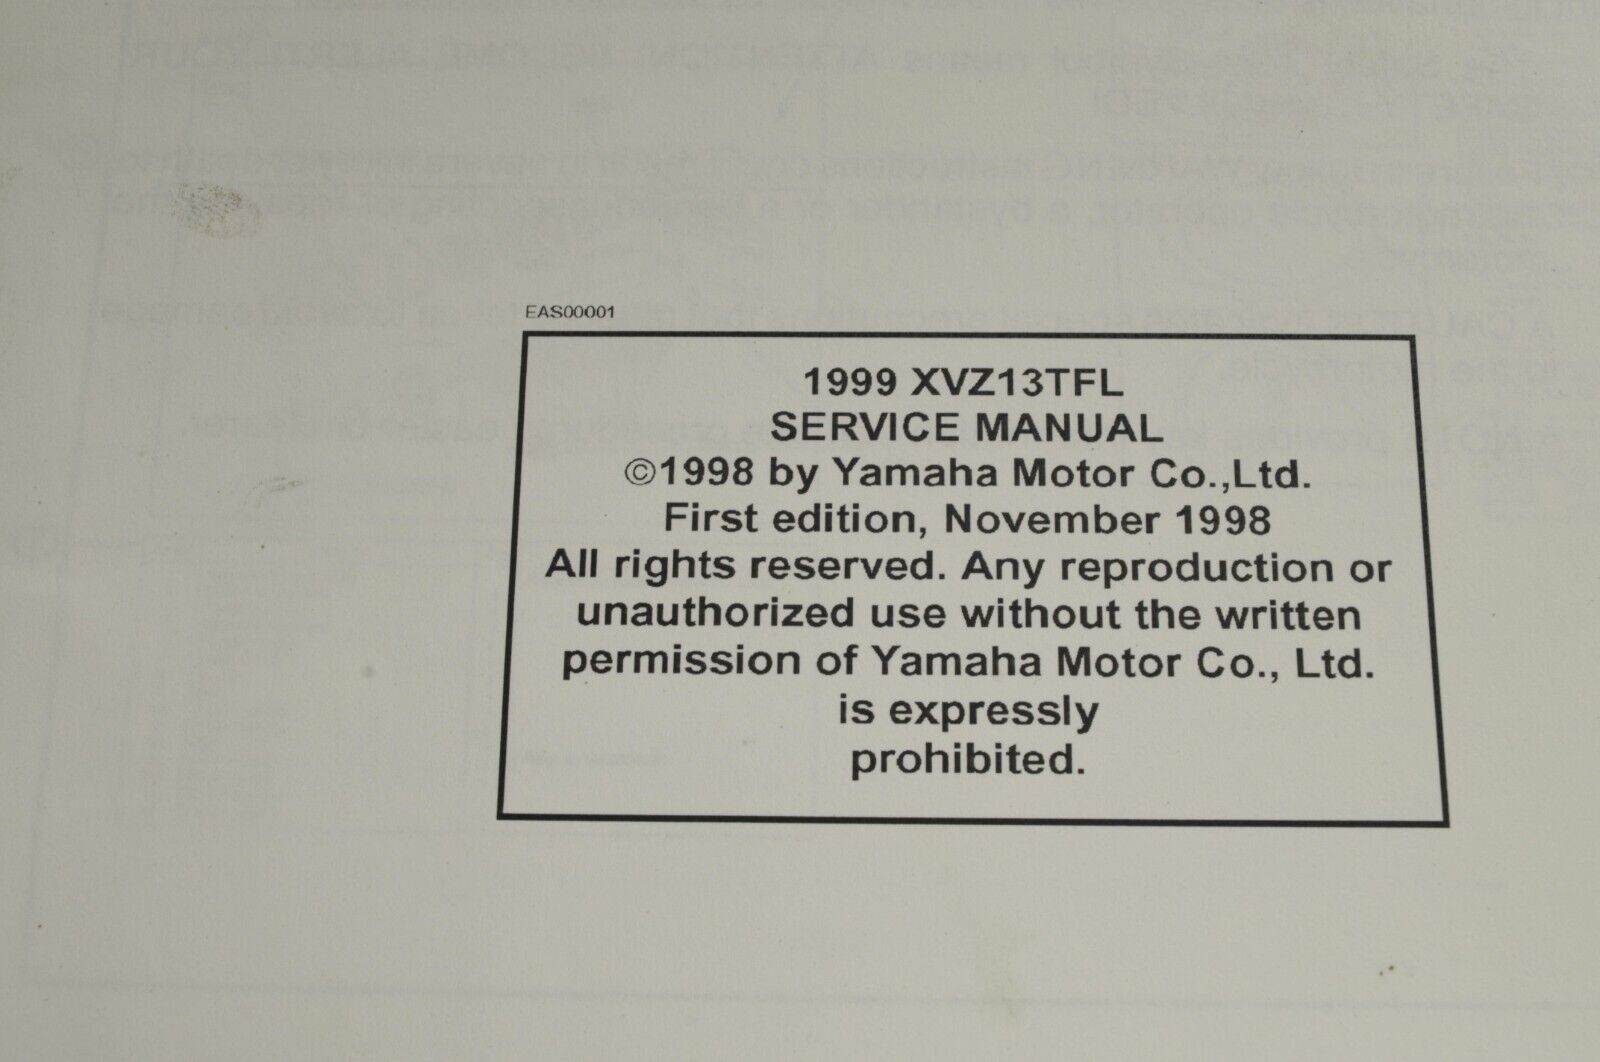 EAS00001
1999 XVZ13TFL
SERVICE MANUAL
©1998 by Yamaha Motor Co.,Ltd.
First edition, November 1998
All rights reserved. Any reproduction or
unauthorized use without the written
permission of Yamaha Motor Co., Ltd.
is expressly
prohibited.